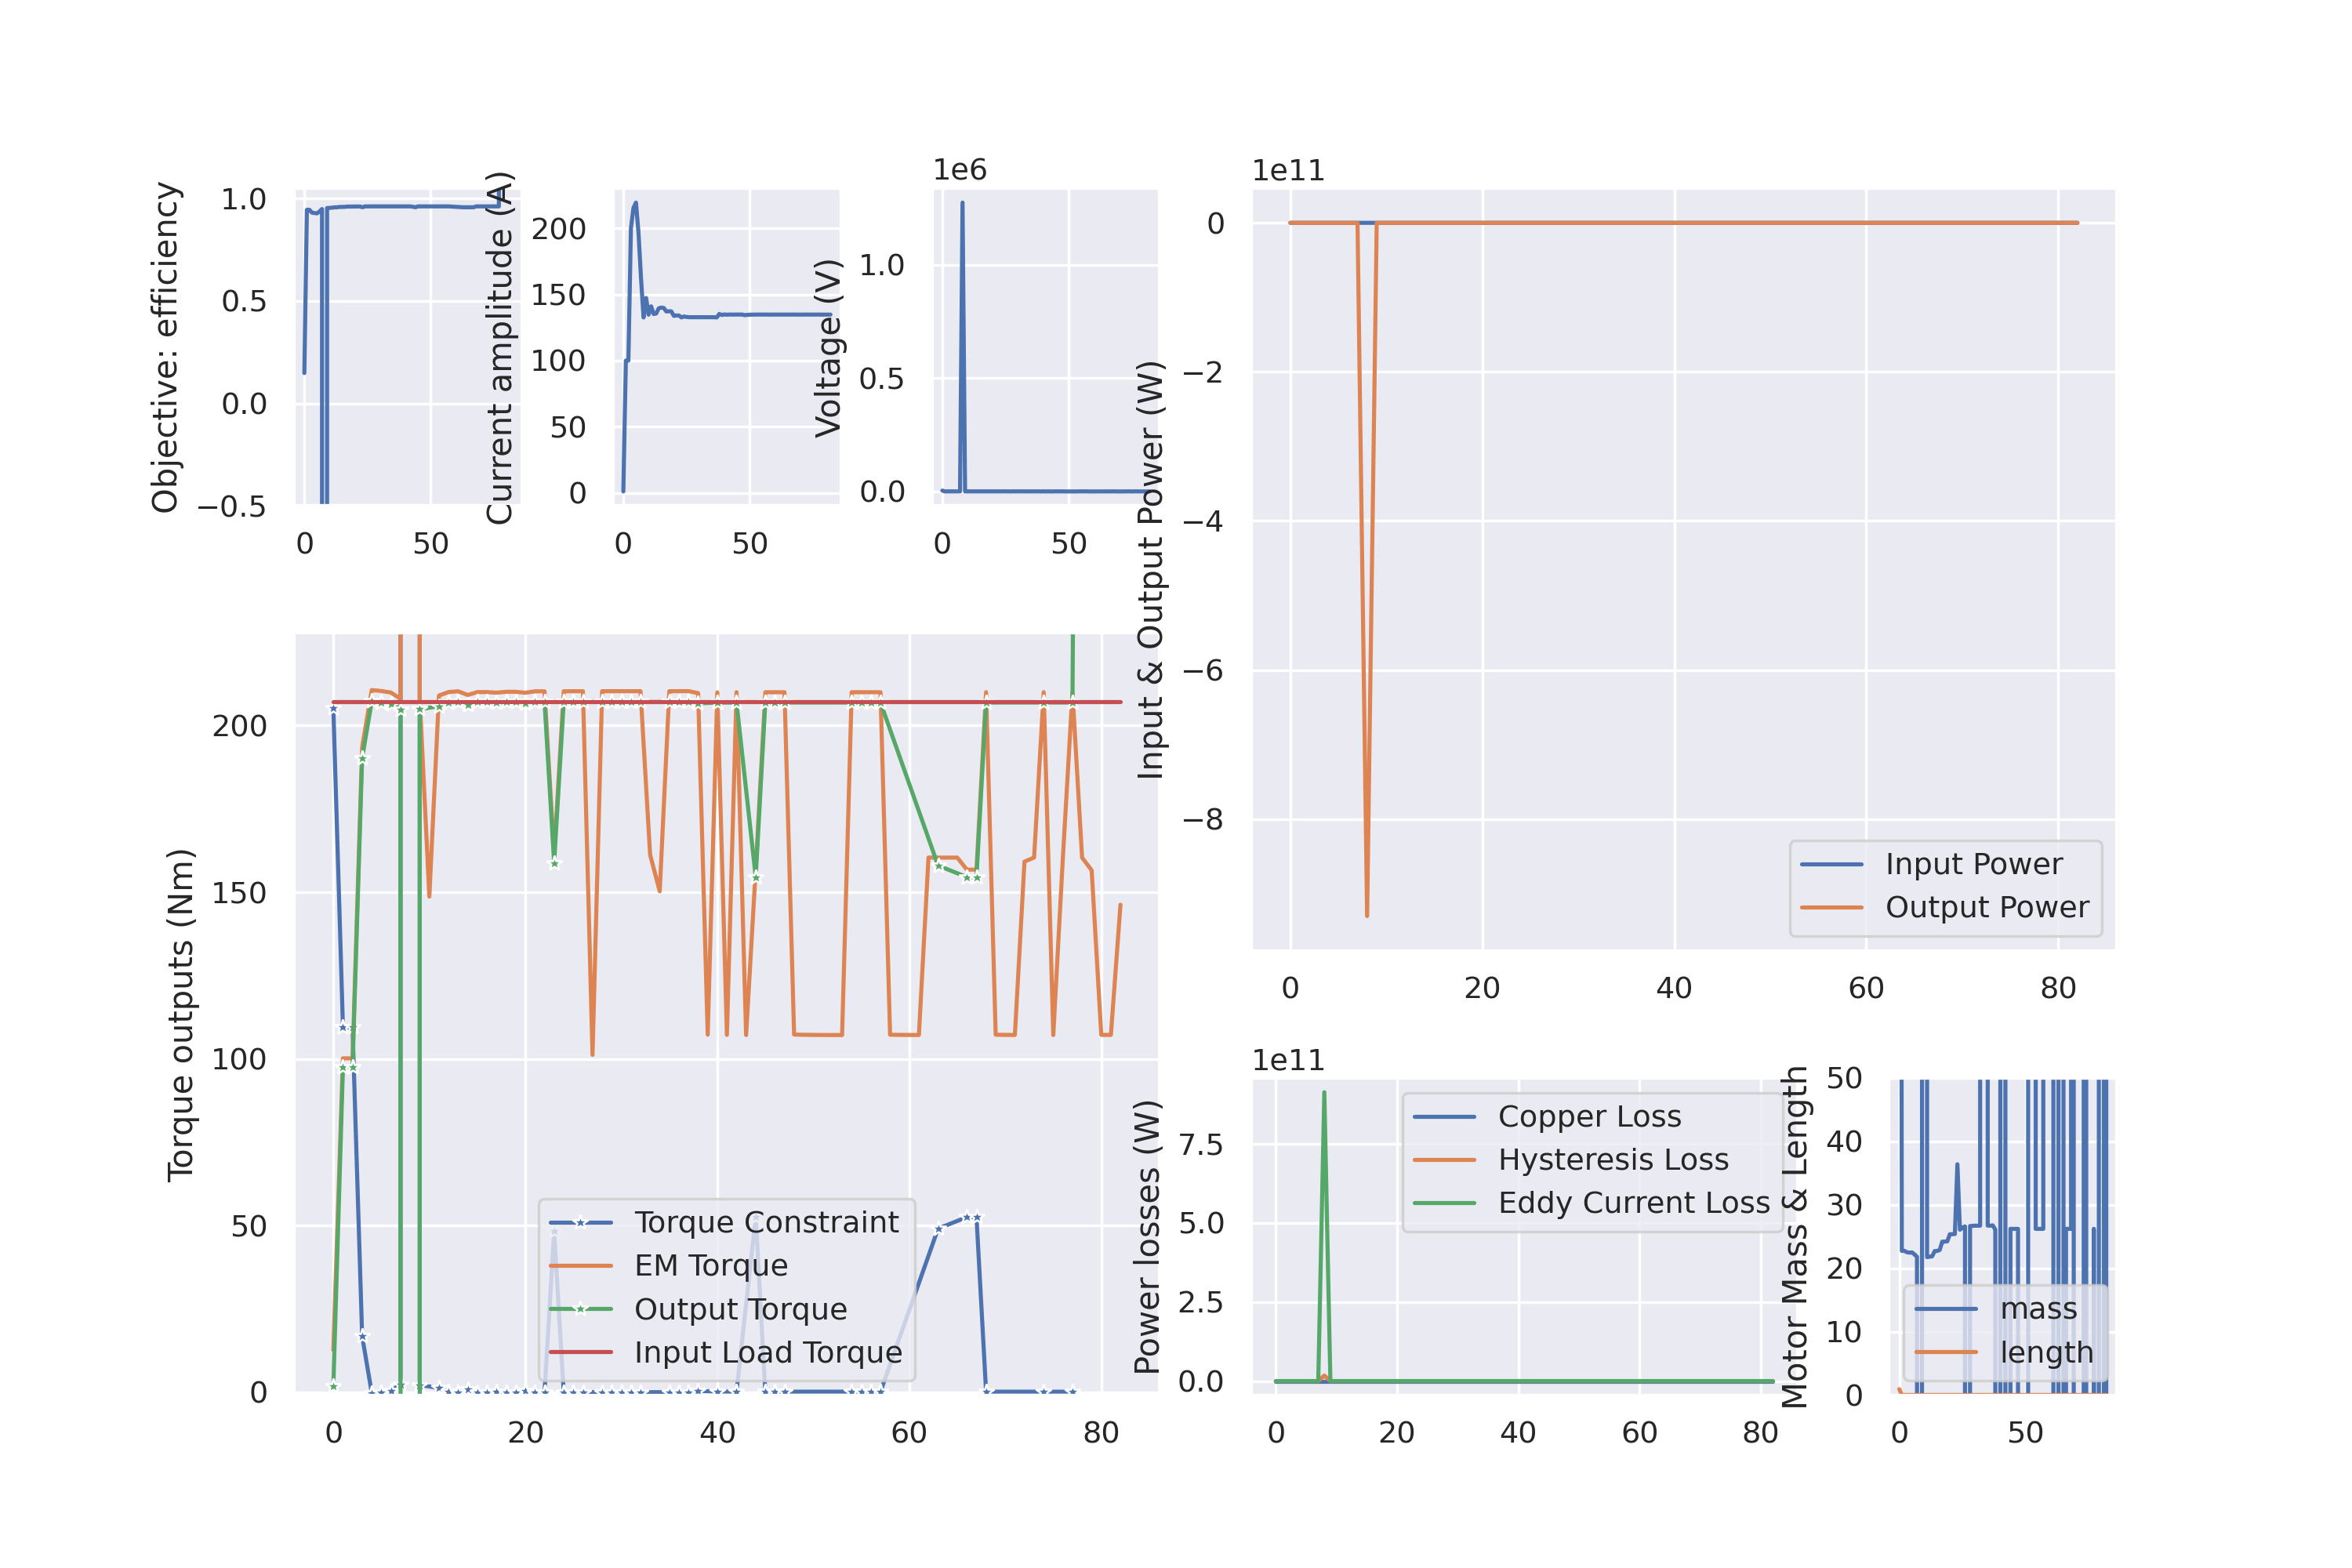 Objective: efficiency
1.0
0.5
0.0
−0.5
0 50
Current amplitude (A)
200
150
100
50
0
0 50
1e6
Voltage (V)
1.0
0.5
0.0
0 50
1e11
Input & Output Power (W)
0
−2
−4
−6
−8
Input Power
Output Power
0 20 40 60 80
Torque outputs (Nm)
200
150
100
50
0
Torque Constraint
EM Torque
Output Torque
Input Load Torque
0 20 40 60 80
1e11
Power losses (W)
7.5
5.0
2.5
0.0
Copper Loss
Hysteresis Loss
Eddy Current Loss
0 20 40 60 80
Motor Mass & Length
50
40
30
20
10
0
mass
length
0 50